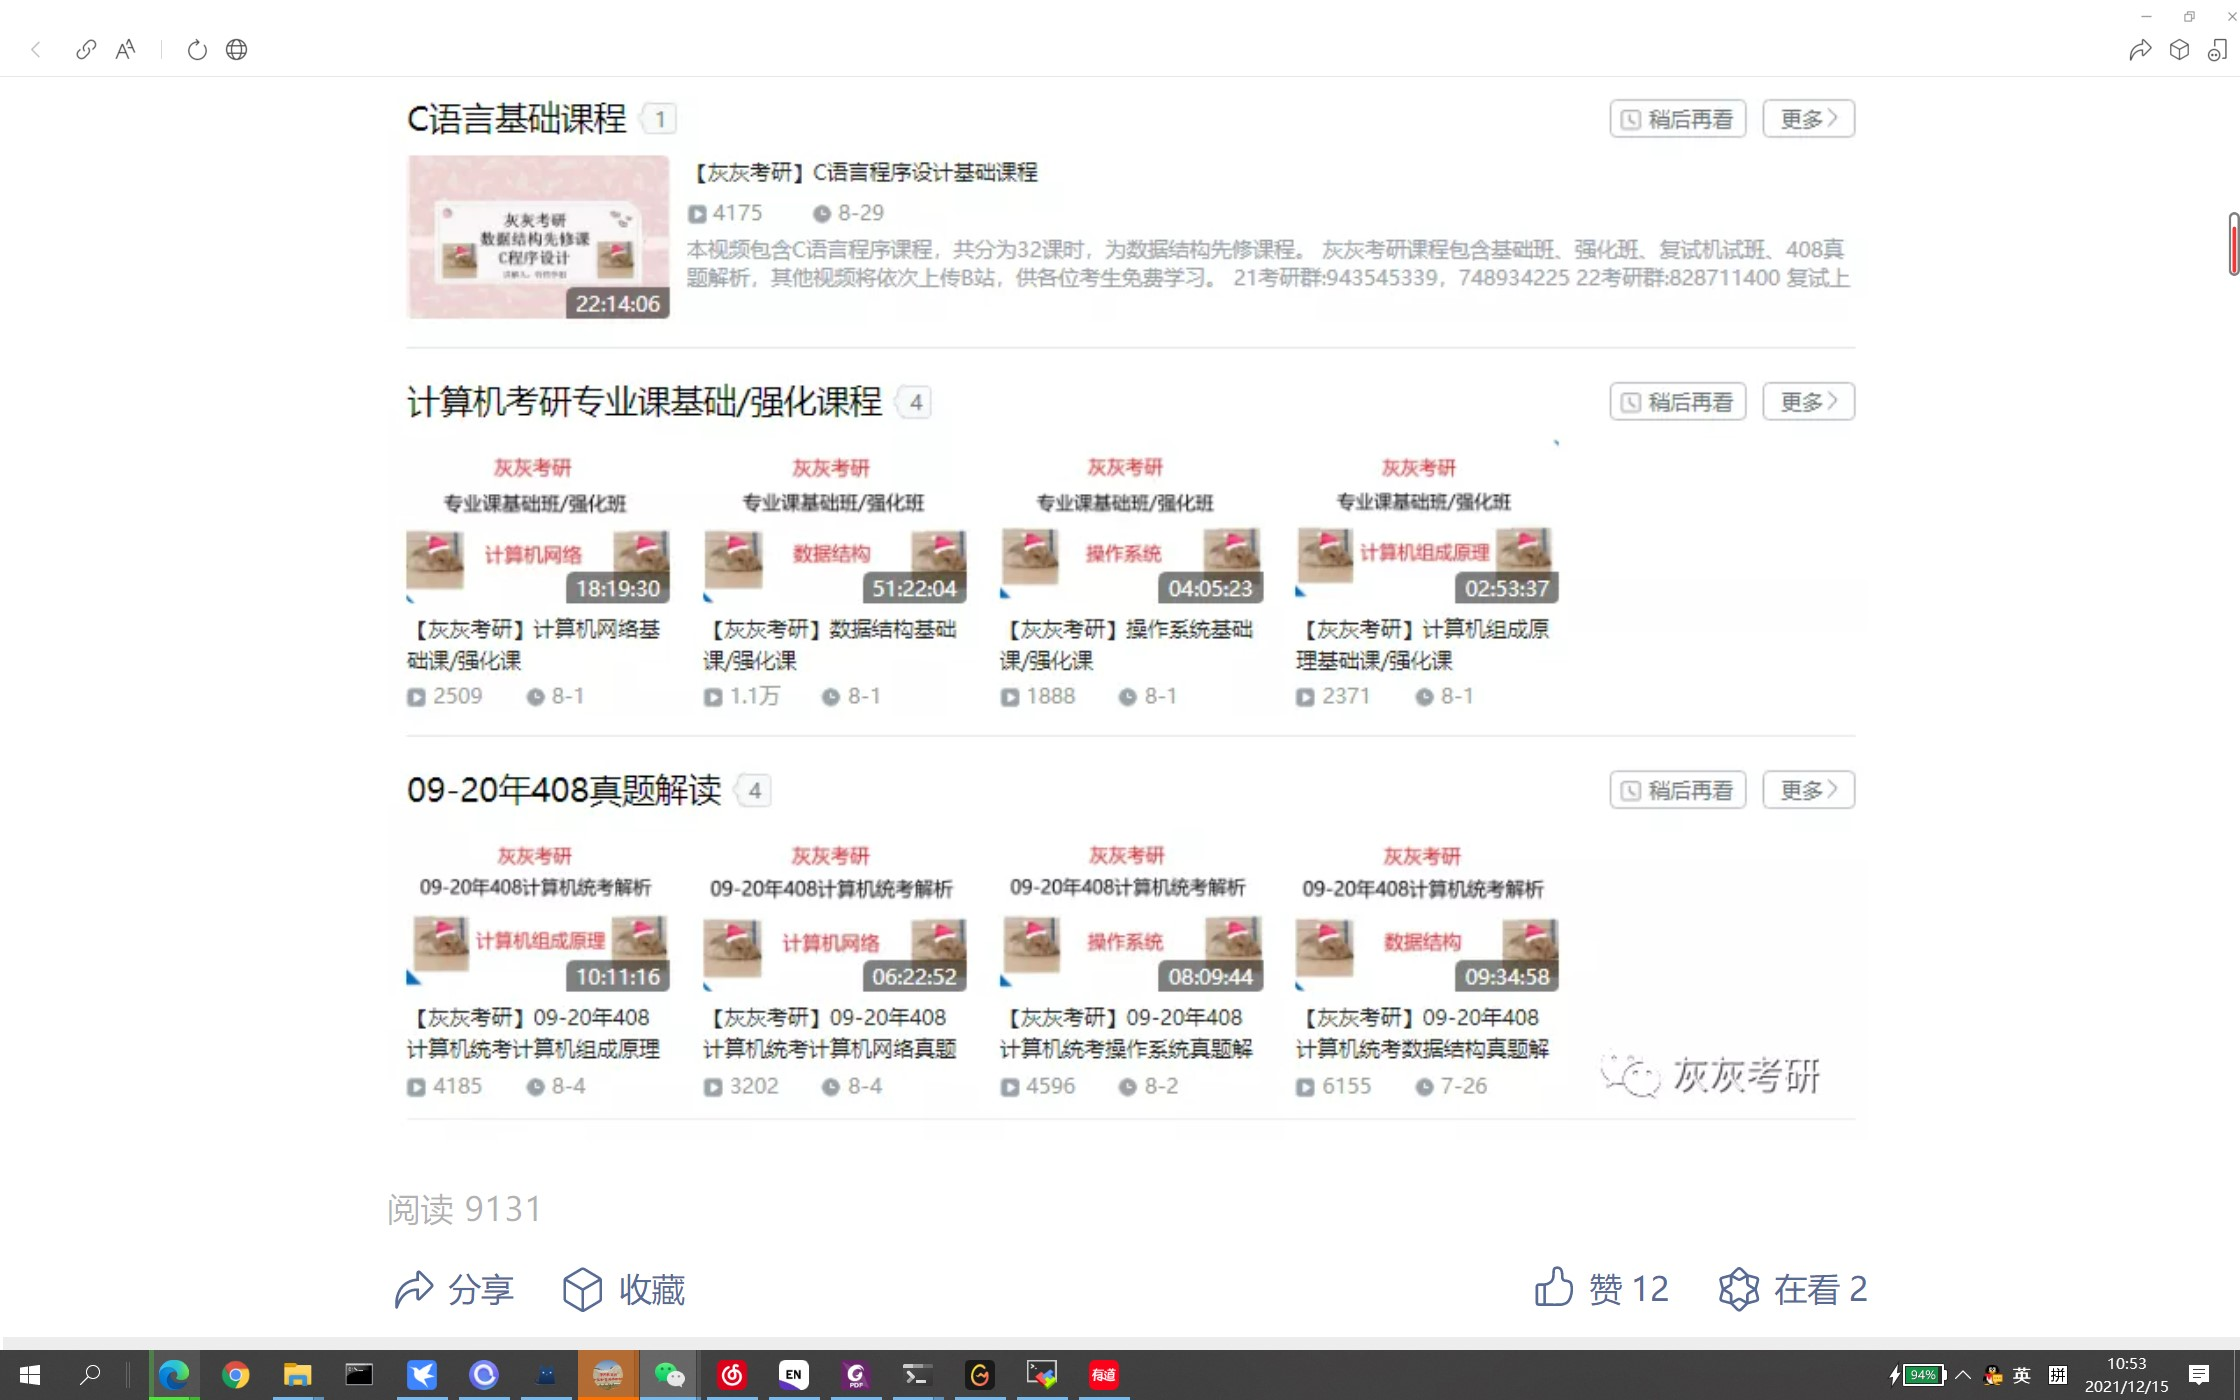 C语言基础课程 1 稍后再看 更多
灰灰考研
数据结构先修课
C程序设计
22:14:06
【灰灰考研】C语言程序设计基础课程
4175 8-29
本视频包含C语言程序课程，共分为32课时，为数据结构先修课程。 灰灰考研课程包含基础班、强化班、复试机试班、408真
题解析，其他视频将依次上传B站，供各位考生免费学习。 21考研群:943545339，748934225 22考研群:828711400 复试上
计算机考研专业课基础/强化课程 4 稍后再看 更多
灰灰考研 灰灰考研 灰灰考研 灰灰考研
专业课基础班/强化班 专业课基础班/强化班 专业课基础班/强化班 专业课基础班/强化班
计算机网络 数据结构 操作系统 计算机组成原理
18:19:30 51:22:04 04:05:23 02:53:37
【灰灰考研】计算机网络基 【灰灰考研】数据结构基础 【灰灰考研】操作系统基础 【灰灰考研】计算机组成原
础课/强化课 课/强化课 课/强化课 理基础课/强化课
2509 8-1 1.1万 8-1 1888 8-1 2371 8-1
09-20年408真题解读 4 稍后再看 更多
灰灰考研 灰灰考研 灰灰考研 灰灰考研
09-20年408计算机统考解析 09-20年408计算机统考解析 09-20年408计算机统考解析 09-20年408计算机统考解析
计算机组成原理 计算机网络 操作系统 数据结构
10:11:16 06:22:52 08:09:44 09:34:58
【灰灰考研】09-20年408 【灰灰考研】09-20年408 【灰灰考研】09-20年408 【灰灰考研】09-20年408
计算机统考计算机组成原理 计算机统考计算机网络真题 计算机统考操作系统真题解 计算机统考数据结构真题解
4185 8-4 3202 8-4 4596 8-2 6155 7-26
灰灰考研
阅读 9131
分享 收藏 赞 12 在看 2
EN PDF 有道 94% 英 拼 10:53
2021/12/15